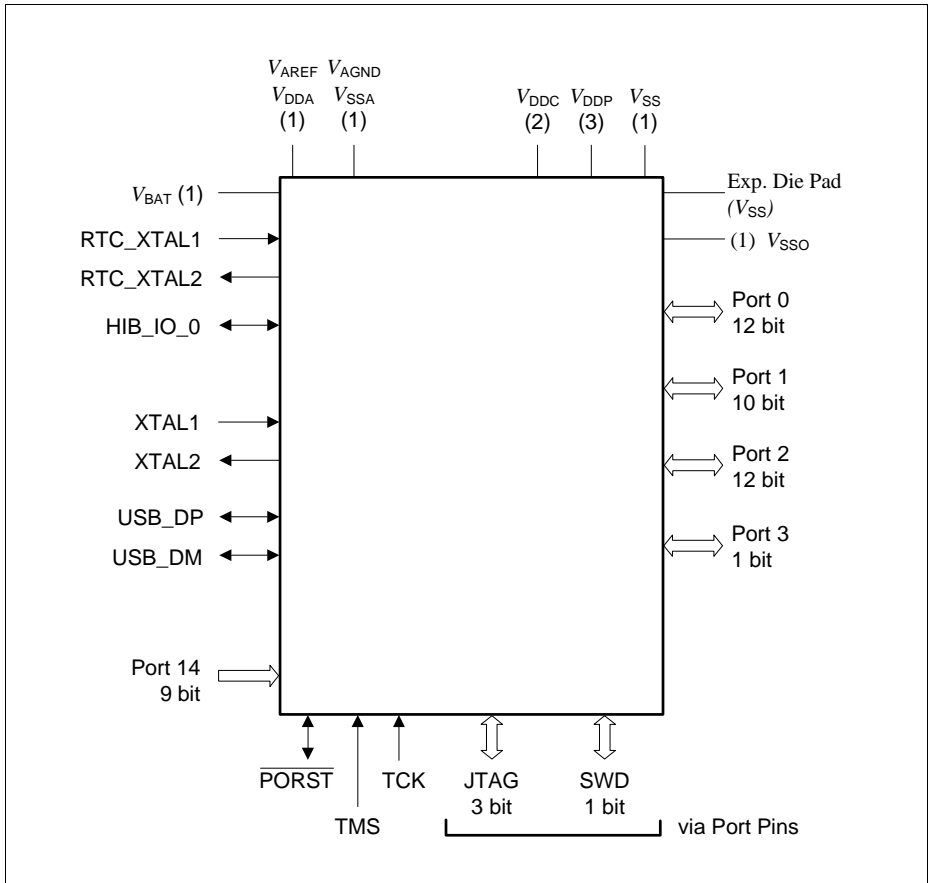 VAREF VAGND
VDDA VSSA VDDC VDDP VSS
(1) (1) (2) (3) (1)
VBAT (1)
RTC_XTAL1
RTC_XTAL2
HIB_IO_0
XTAL1
XTAL2
USB_DP
USB_DM
Port 14
9 bit
Exp. Die Pad
(VSS)
(1) VSSO
Port 0
12 bit
Port 1
10 bit
Port 2
12 bit
Port 3
1 bit
PORST
TMS
TCK
JTAG
3 bit
SWD
1 bit
via Port Pins